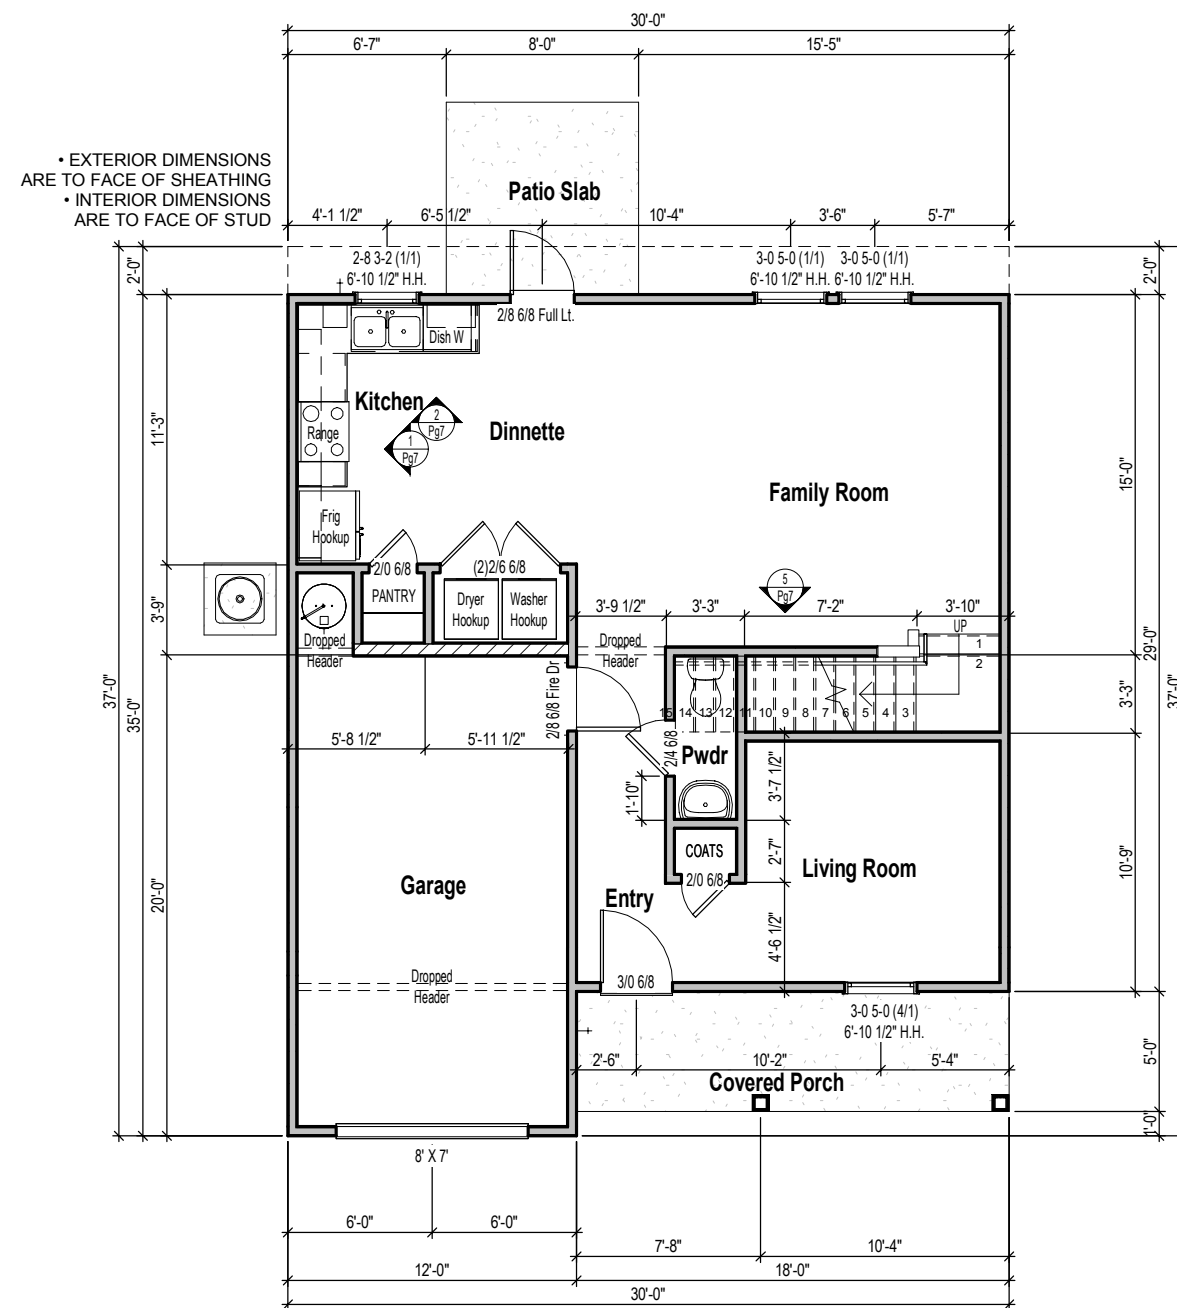 30'-0"
6'-7"
8'-0"
15'-5"
• EXTERIOR DIMENSIONS
ARE TO FACE OF SHEATHING
• INTERIOR DIMENSIONS
ARE TO FACE OF STUD
Patio Slab
4'-1 1/2"
6'-5 1/2"
10'-4"
3'-6"
5'-7"
2'-0"
2-8 3-2 (1/1)
6'-10 1/2" H.H.
3-0 5-0 (1/1)
6'-10 1/2" H.H.
3-0 5-0 (1/1)
6'-10 1/2" H.H.
2'-0"
2/8 6/8 Full Lt.
Dish W
Kitchen
2
Pg7
1
Pg7
Dinnette
Range
11'-3"
15'-0"
Family Room
Frig
Hookup
2/0 6/8
(2)2/6 6/8
PANTRY
Dryer
Hookup
Washer
Hookup
5
Pg7
3'-9"
3'-9 1/2"
3'-3"
7'-2"
3'-10"
UP
Dropped
Header
Dropped
Header
1
2
29'-0"
37'-0"
35'-0"
37'-0"
3'-3"
2/8 6/8 Fire Dr
15 14 13 12 11 10 9 8 7 6 5 4 3
5'-8 1/2"
5'-11 1/2"
2/4 6/8
Pwdr
3'-7 1/2"
1'-10"
COATS
2'-7"
Living Room
10'-9"
2/0 6/8
Garage
Entry
20'-0"
4'-6 1/2"
Dropped
Header
3/0 6/8
3-0 5-0 (4/1)
6'-10 1/2" H.H.
2'-6"
10'-2"
5'-4"
5'-0"
Covered Porch
1'-0"
8' X 7'
6'-0"
6'-0"
7'-8"
10'-4"
12'-0"
18'-0"
30'-0"